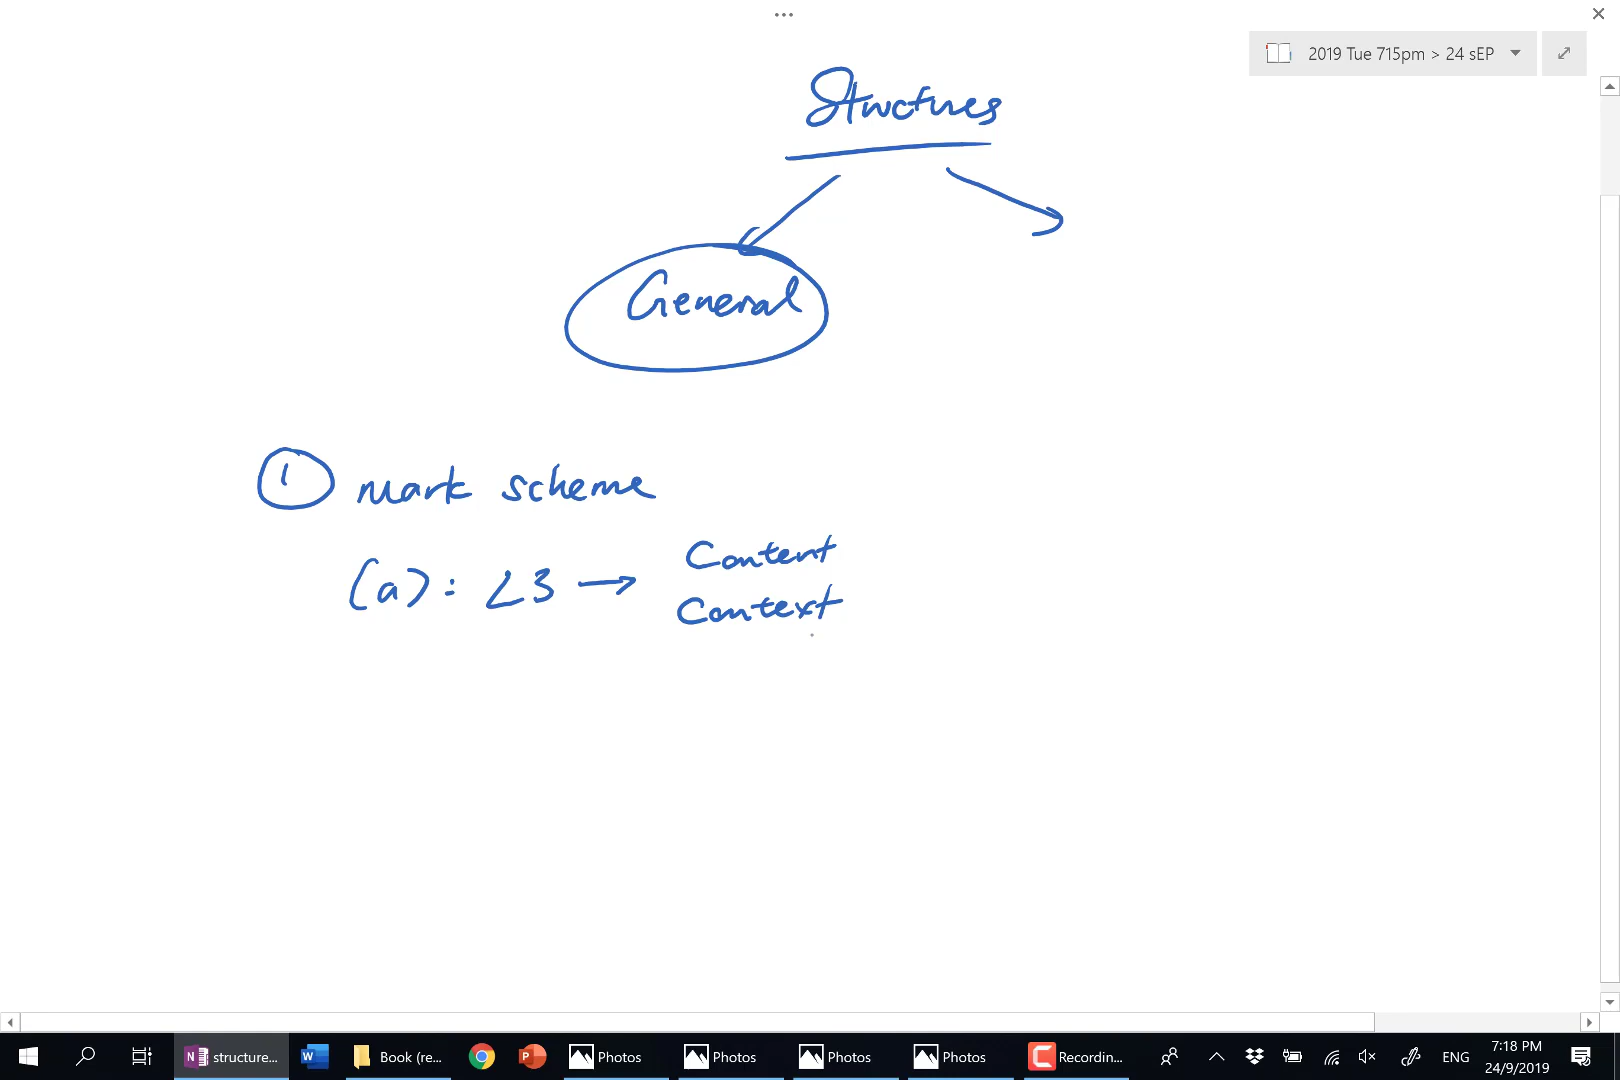 2019 Tue 715pm > 24 sEP
Structures
General
1 mark scheme
(a): L3 → Content
Context
structure...
Book (re...
Photos
Photos
Photos
Photos
Recordin...
ENG
7:18 PM
24/9/2019